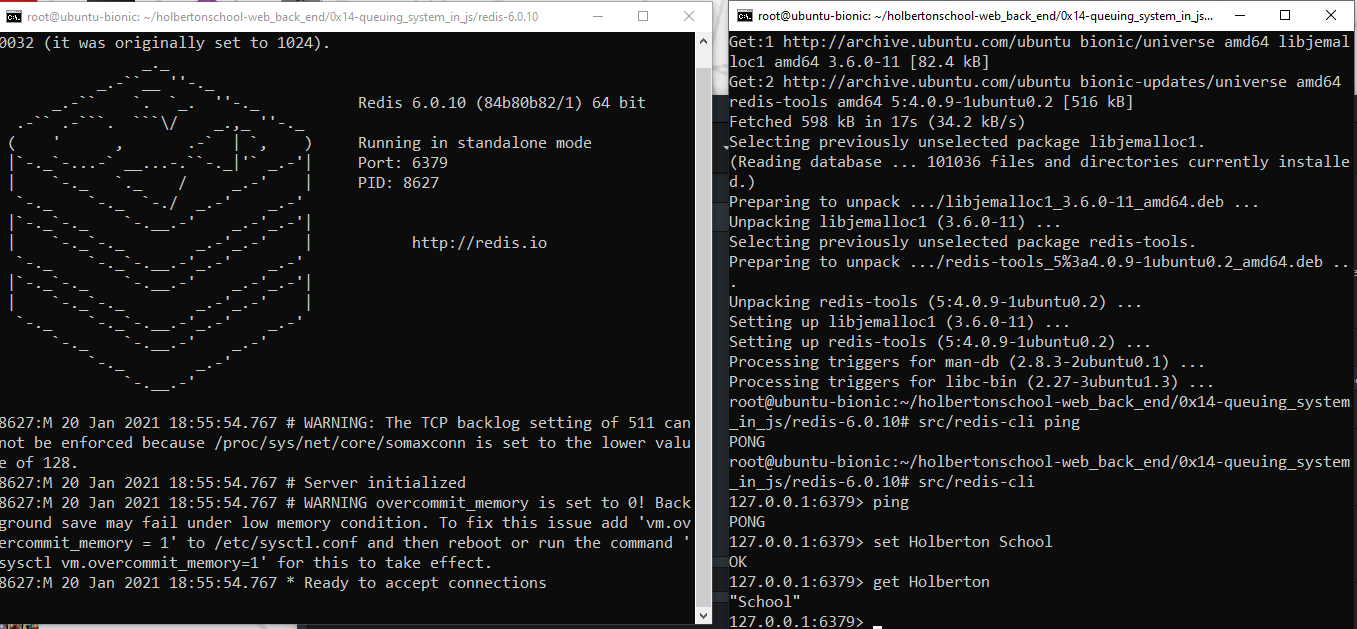 root@ubuntu-bionic: ~/holbertonschool-web_back_end/0x14-queuing_system_in_js/redis-6.0.10
0032 (it was originally set to 1024).
Redis 6.0.10 (84b80b82/1) 64 bit
Running in standalone mode
Port: 6379
PID: 8627
http://redis.io
8627:M 20 Jan 2021 18:55:54.767 # WARNING: The TCP backlog setting of 511 can
not be enforced because /proc/sys/net/core/somaxconn is set to the lower valu
e of 128.
8627:M 20 Jan 2021 18:55:54.767 # Server initialized
8627:M 20 Jan 2021 18:55:54.767 # WARNING overcommit_memory is set to 0! Back
ground save may fail under low memory condition. To fix this issue add 'vm.ov
ercommit_memory = 1' to /etc/sysctl.conf and then reboot or run the command '
sysctl vm.overcommit_memory=1' for this to take effect.
8627:M 20 Jan 2021 18:55:54.767 * Ready to accept connections
root@ubuntu-bionic: ~/holbertonschool-web_back_end/0x14-queuing_system_in_js...
Get:1 http://archive.ubuntu.com/ubuntu bionic/universe amd64 libjemal
loc1 amd64 3.6.0-11 [82.4 kB]
Get:2 http://archive.ubuntu.com/ubuntu bionic-updates/universe amd64
redis-tools amd64 5:4.0.9-1ubuntu0.2 [516 kB]
Fetched 598 kB in 17s (34.2 kB/s)
Selecting previously unselected package libjemalloc1.
(Reading database ... 101036 files and directories currently installe
d.)
Preparing to unpack .../libjemalloc1_3.6.0-11_amd64.deb ...
Unpacking libjemalloc1 (3.6.0-11) ...
Selecting previously unselected package redis-tools.
Preparing to unpack .../redis-tools_5%3a4.0.9-1ubuntu0.2_amd64.deb ..
.
Unpacking redis-tools (5:4.0.9-1ubuntu0.2) ...
Setting up libjemalloc1 (3.6.0-11) ...
Setting up redis-tools (5:4.0.9-1ubuntu0.2) ...
Processing triggers for man-db (2.8.3-2ubuntu0.1) ...
Processing triggers for libc-bin (2.27-3ubuntu1.3) ...
root@ubuntu-bionic:~/holbertonschool-web_back_end/0x14-queuing_system
_in_js/redis-6.0.10# src/redis-cli ping
PONG
root@ubuntu-bionic:~/holbertonschool-web_back_end/0x14-queuing_system
_in_js/redis-6.0.10# src/redis-cli
127.0.0.1:6379> ping
PONG
127.0.0.1:6379> set Holberton School
OK
127.0.0.1:6379> get Holberton
"School"
127.0.0.1:6379>